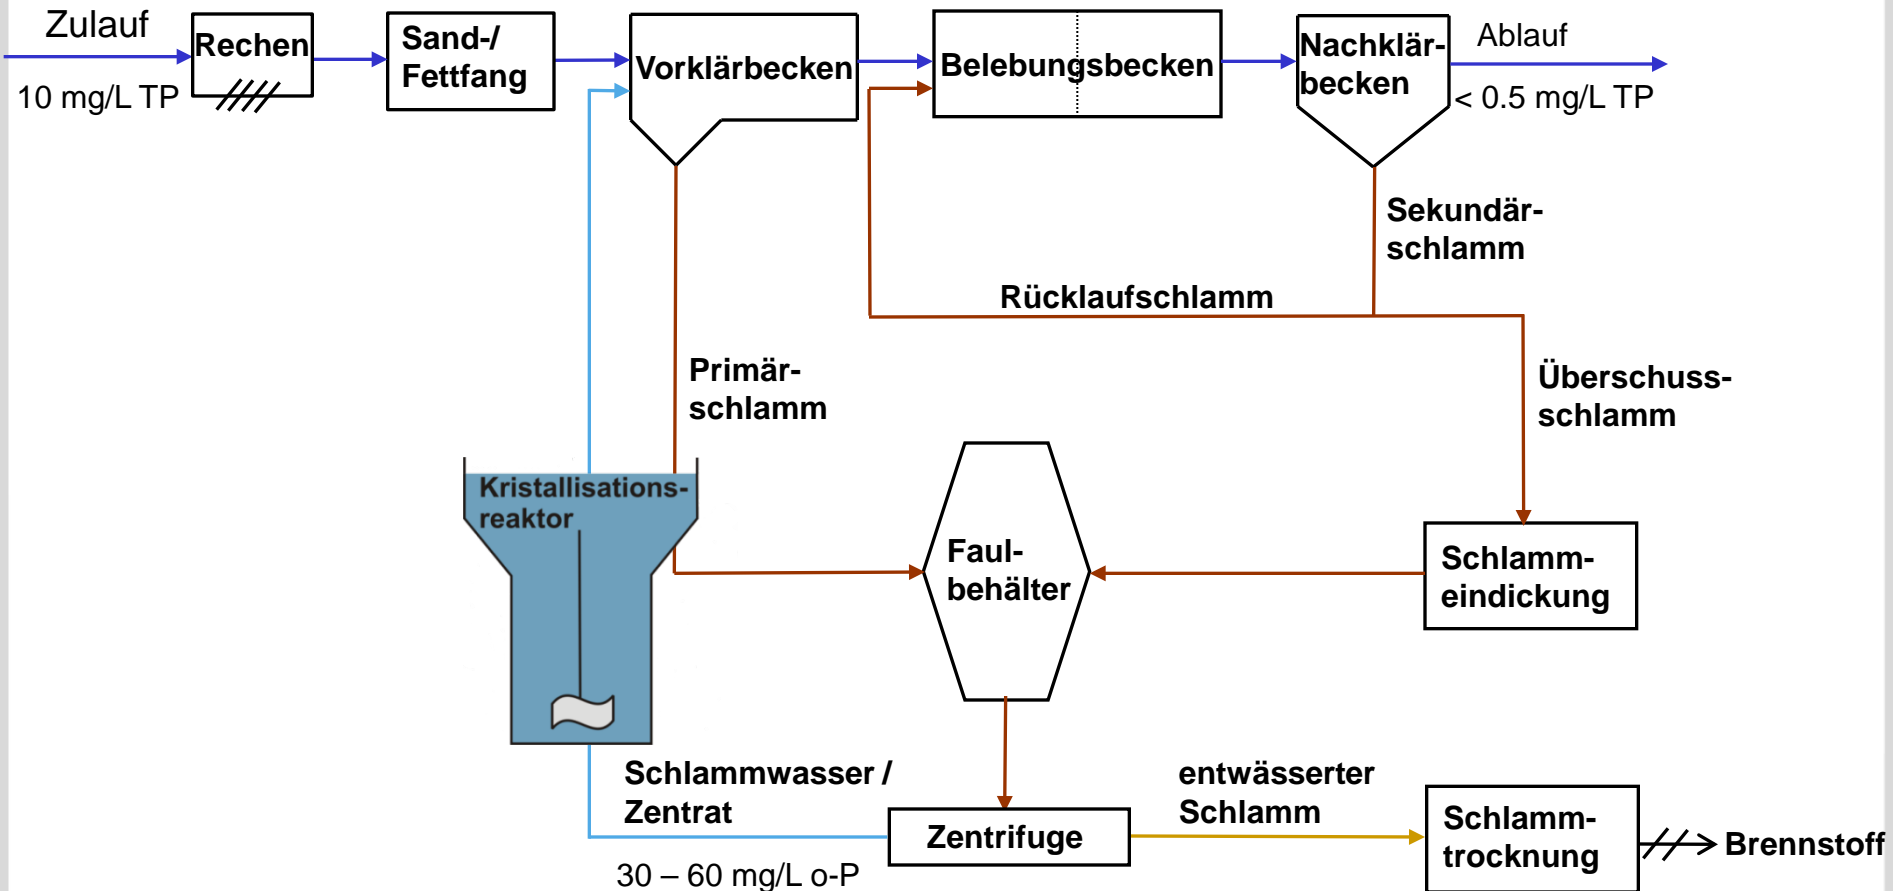 Zulauf
10 mg/L TP
Rechen
Sand-/
Fettfang
Vorklärbecken
Belebungsbecken
Nachklär-
becken
Ablauf
< 0.5 mg/L TP
Sekundär-
schlamm
Rücklaufschlamm
Primär-
schlamm
Überschuss-
schlamm
Kristallisations-
reaktor
Faul-
behälter
Schlamm-
eindickung
Schlammwasser /
Zentrat
30 – 60 mg/L o-P
Zentrifuge
entwässerter
Schlamm
Schlamm-
trocknung
Brennstoff